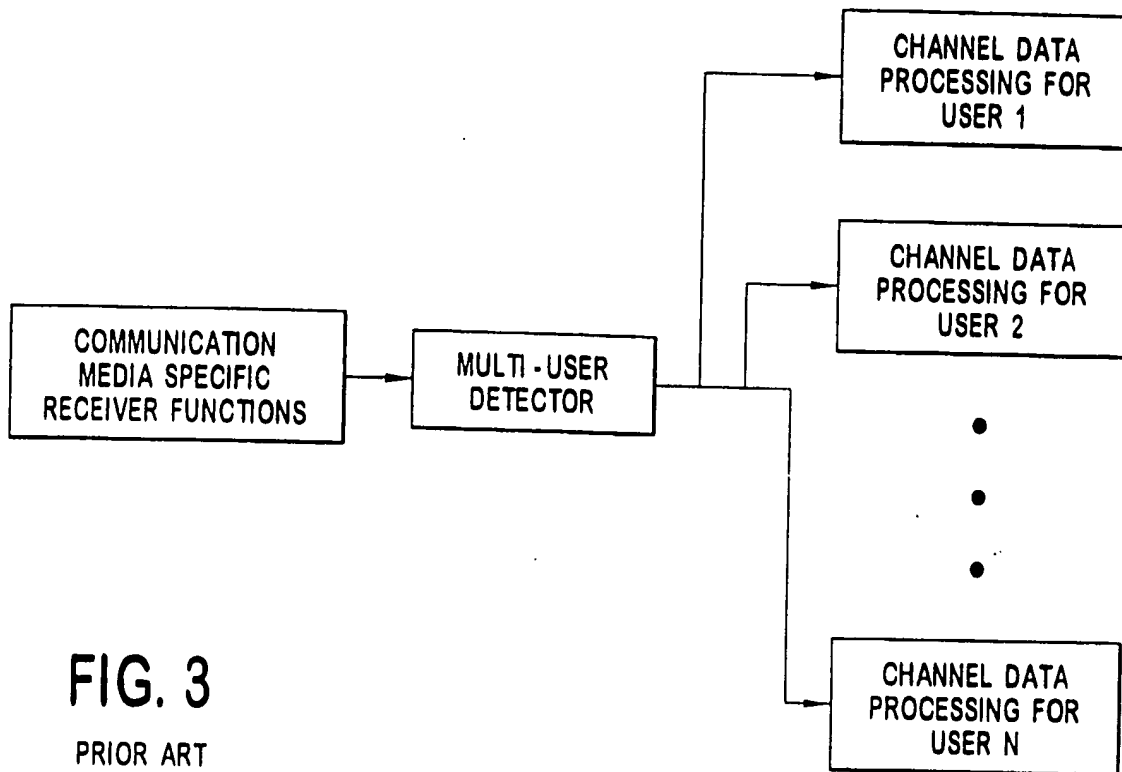 CHANNEL DATA
PROCESSING FOR
USER 1
CHANNEL DATA
PROCESSING FOR
USER 2
COMMUNICATION
MEDIA SPECIFIC
RECEIVER FUNCTIONS
MULTI-USER
DETECTOR
CHANNEL DATA
PROCESSING FOR
USER N
FIG. 3
PRIOR ART